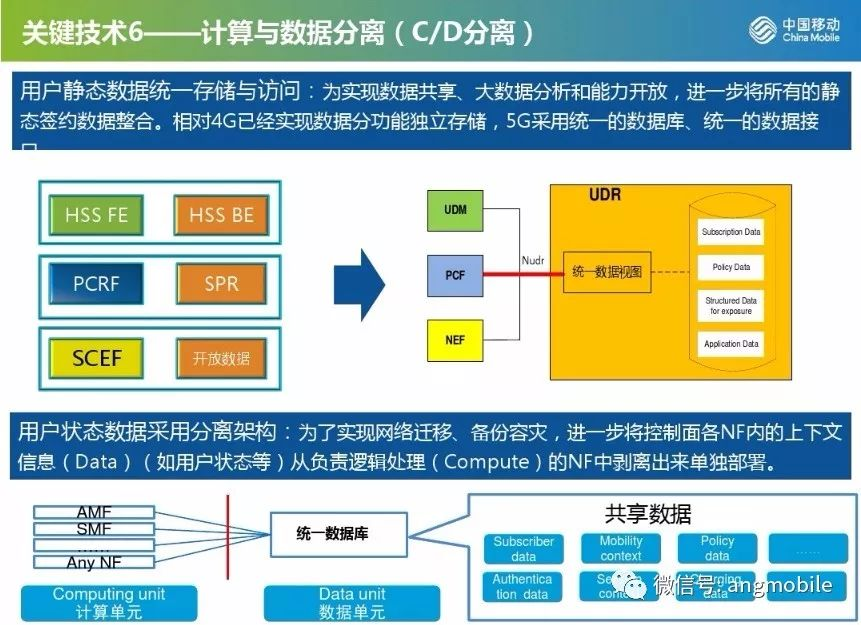 关键技术6——计算与数据分离（C/D分离）
中国移动
China Mobile
用户静态数据统一存储与访问：为实现数据共享、大数据分析和能力开放，进一步将所有的静
态签约数据整合。相对4G已经实现数据分功能独立存储，5G采用统一的数据库、统一的数据接
HSS FE
HSS BE
PCRF
SPR
SCEF
开放数据
UDM
PCF
NEF
Nudr
UDR
统一数据视图
Subscription Data
Policy Data
Structured Data
for exposure
Application Data
用户状态数据采用分离架构：为了实现网络迁移、备份容灾，进一步将控制面各NF内的上下文
信息（Data）（如用户状态等）从负责逻辑处理（Compute）的NF中剥离出来单独部署。
AMF
SMF
......
Any NF
Computing unit
计算单元
统一数据库
Data unit
数据单元
共享数据
Subscriber
data
Mobility
context
Policy
data
......
Authentica
tion data
data
微信号: angmobile